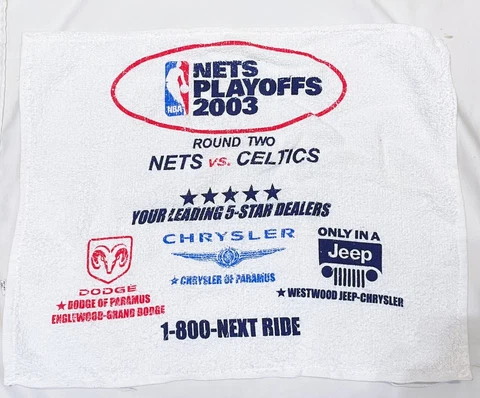 NETS
PLAYOFFS
2003
NBA
ROUND TWO
NETS vs. CELTICS
YOUR LEADING 5-STAR DEALERS
CHRYSLER
ONLY IN A
Jeep
DODGE
★ CHRYSLER OF PARAMUS
★ DODGE OF PARAMUS
★ WESTWOOD JEEP-CHRYSLER
ENGLEWOOD-GRAND DODGE
1-800-NEXT RIDE